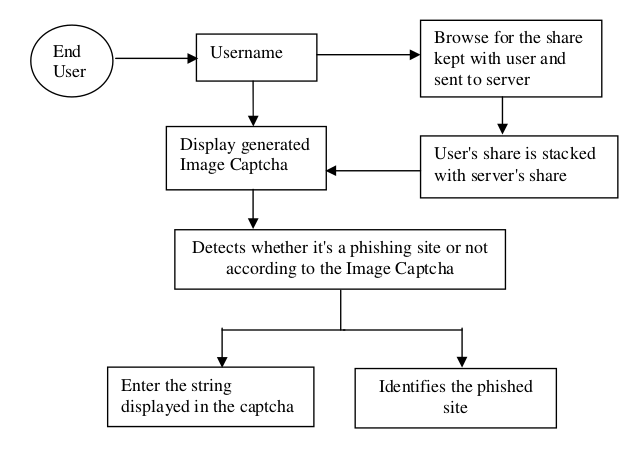 End
User
Username
Browse for the share
kept with user and
sent to server
Display generated
Image Captcha
User's share is stacked
with server's share
Detects whether it's a phishing site or not
according to the Image Captcha
Enter the string
displayed in the captcha
Identifies the phished
site